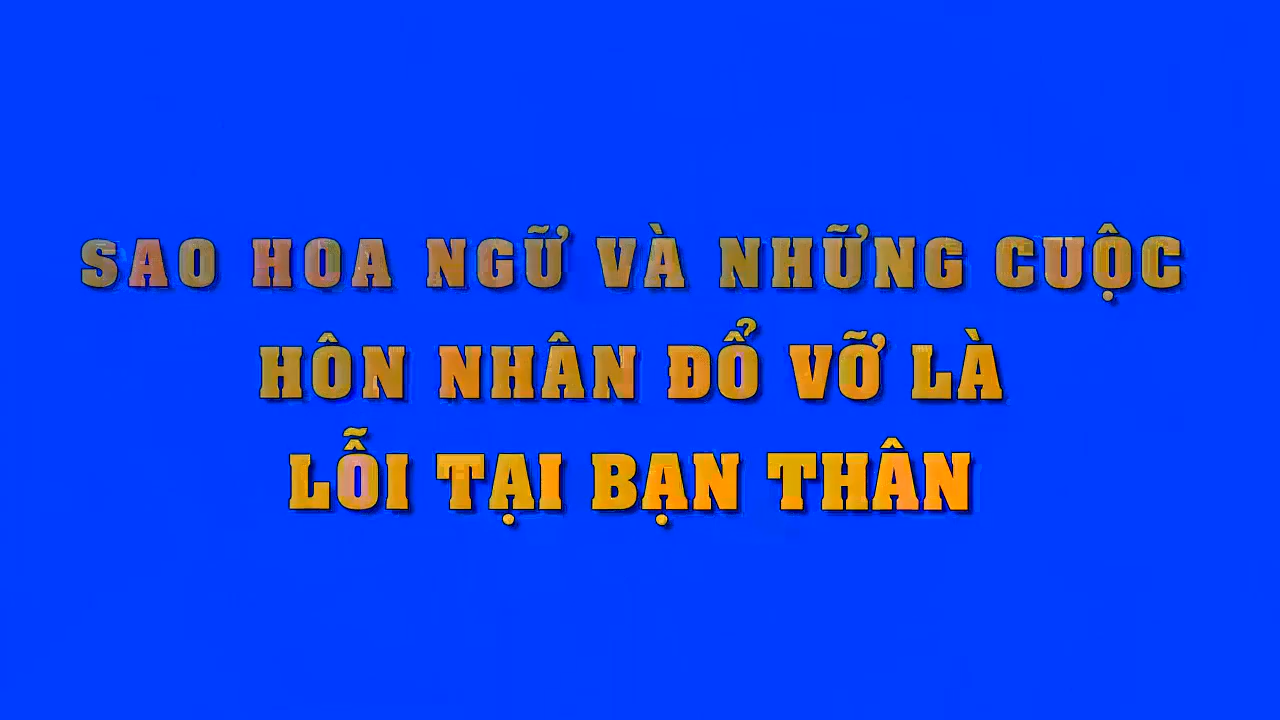 SAO HOA NGỮ VÀ NHỮNG CUỘC
HÔN NHÂN ĐỔ VỠ LÀ
LỖI TẠI BẠN THÂN